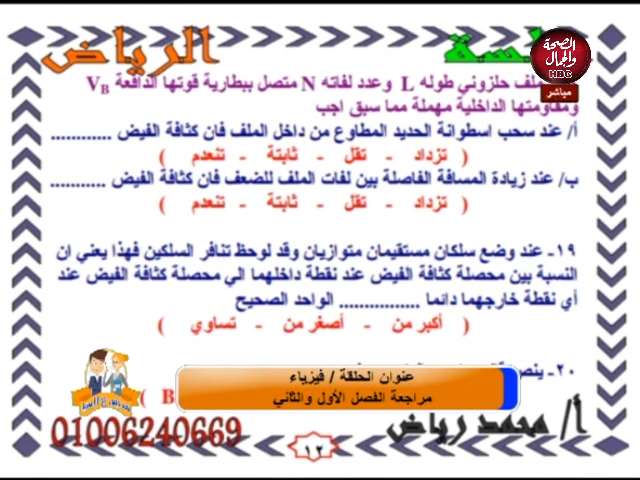 الرياض
الصحة والجمال
HBC
مباشر
ملف حلزوني طوله L وعدد لفاته N متصل ببطارية قوتها الدافعة VB
ومقاومتها الداخلية مهملة مما سبق اجب
أ/ عند سحب اسطوانة الحديد المطاوع من داخل الملف فان كثافة الفيض ............
( تزداد - تقل - ثابتة - تنعدم )
ب/ عند زيادة المسافة الفاصلة بين لفات الملف للضعف فان كثافة الفيض ...........
( تزداد - تقل - ثابتة - تنعدم )
١٩- عند وضع سلكان مستقيمان متوازيان وقد لوحظ تنافر السلكين فهذا يعني ان
النسبة بين محصلة كثافة الفيض عند نقطة داخلهما الي محصلة كثافة الفيض عند
أي نقطة خارجهما دائما ................ الواحد الصحيح
( أكبر من - أصغر من - تساوي )
٢٠- ينص
عنوان الحلقة / فيزياء
مراجعة الفصل الأول والثاني
B )
أ/ محمد رياض
01006240669
١٢